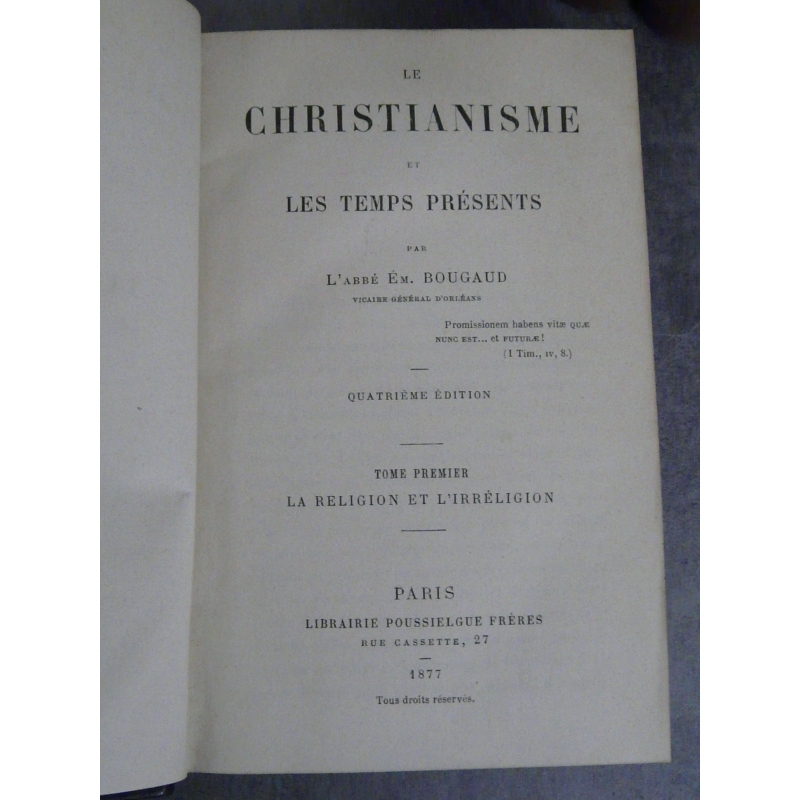 LE
CHRISTIANISME
ET
LES TEMPS PRÉSENTS
PAR
L'ABBÉ ÉM. BOUGAUD
VICAIRE GÉNÉRAL D'ORLÉANS
Promissionem habens vitæ QUÆ
NUNC EST... et FUTURÆ!
(I Tim., IV, 8.)
QUATRIÈME ÉDITION
TOME PREMIER
LA RELIGION ET L'IRRÉLIGION
PARIS
LIBRAIRIE POUSSIELGUE FRÈRES
RUE CASSETTE, 27
1877
Tous droits réservés.